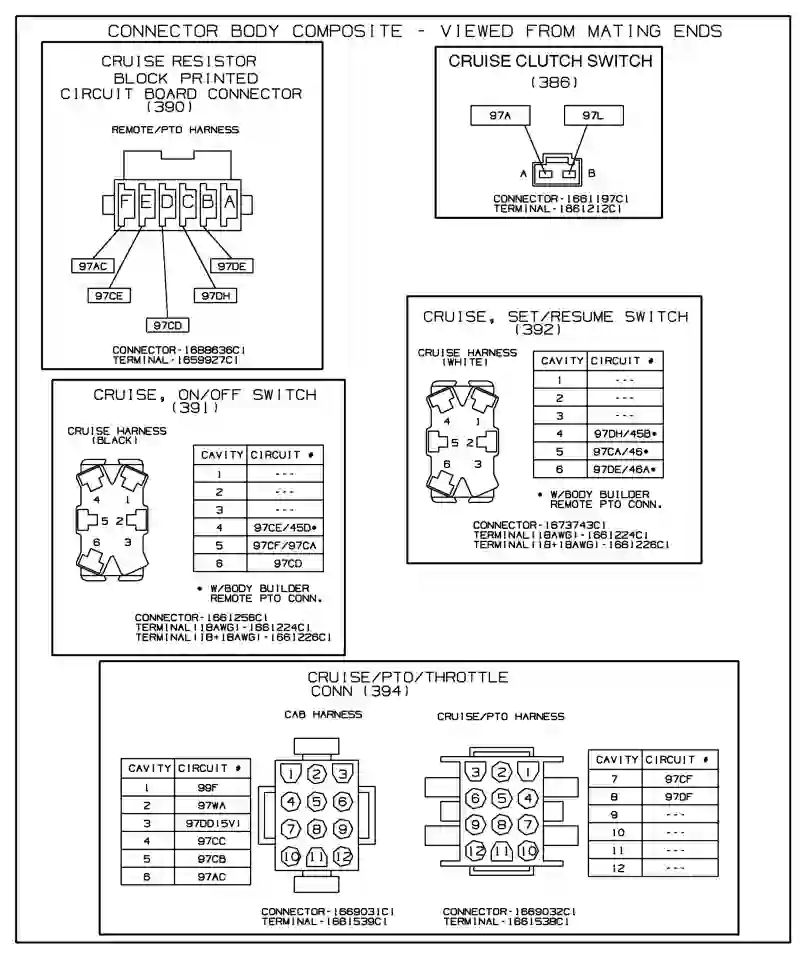 CONNECTOR BODY COMPOSITE - VIEWED FROM MATING ENDS
CRUISE RESISTOR
BLOCK PRINTED
CIRCUIT BOARD CONNECTOR
(390)
REMOTE/PTO HARNESS
F E D C B A
97AC 97DE
97CE 97DH
97CD
CONNECTOR-1688636C1
TERMINAL-1659927C1
CRUISE CLUTCH SWITCH
(386)
97A 97L
A B
CONNECTOR-1661197C1
TERMINAL-1661212C1
CRUISE, SET/RESUME SWITCH
(392)
CRUISE HARNESS
(WHITE)
4 1
5 2
6 3
CAVITY CIRCUIT #
1 ---
2 ---
3 ---
4 97DH/45B*
5 97CA/46*
6 97DE/46A*
* W/BODY BUILDER
REMOTE PTO CONN.
CONNECTOR-1673743C1
TERMINAL(18AWG)-1661224C1
TERMINAL(18+18AWG)-1661226C1
CRUISE, ON/OFF SWITCH
(391)
CRUISE HARNESS
(BLACK)
4 1
5 2
6 3
CAVITY CIRCUIT #
1 ---
2 ---
3 ---
4 97CE/45D*
5 97CF/97CA
6 97CD
* W/BODY BUILDER
REMOTE PTO CONN.
CONNECTOR-1661256C1
TERMINAL(18AWG)-1661224C1
TERMINAL(18+18AWG)-1661226C1
CRUISE/PTO/THROTTLE
CONN (394)
CAB HARNESS
CAVITY CIRCUIT #
1 99F
2 97WA
3 97DD(5V)
4 97CC
5 97CB
6 97AC
1 2 3
4 5 6
7 8 9
10 11 12
CONNECTOR-1669031C1
TERMINAL-1661539C1
CRUISE/PTO HARNESS
3 2 1
6 5 4
9 8 7
12 11 10
CONNECTOR-1669032C1
TERMINAL-1661538C1
CAVITY CIRCUIT #
7 97CF
8 97DF
9 ---
10 ---
11 ---
12 ---